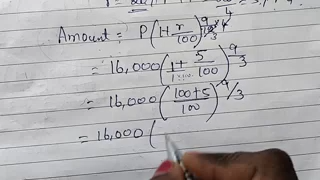 Amount = P(1+r/100)^9/3
= 16,000(1+5/100)^9/3
= 16,000(100+5/100)^9/3
= 16,000(